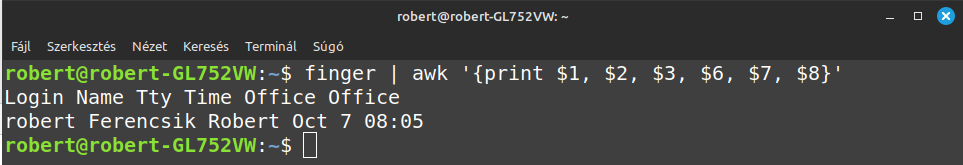 robert@robert-GL752VW: ~
Fájl Szerkesztés Nézet Keresés Terminál Súgó
robert@robert-GL752VW:~$ finger | awk '{print $1, $2, $3, $6, $7, $8}'
Login Name Tty Time Office Office
robert Ferencsik Robert Oct 7 08:05
robert@robert-GL752VW:~$